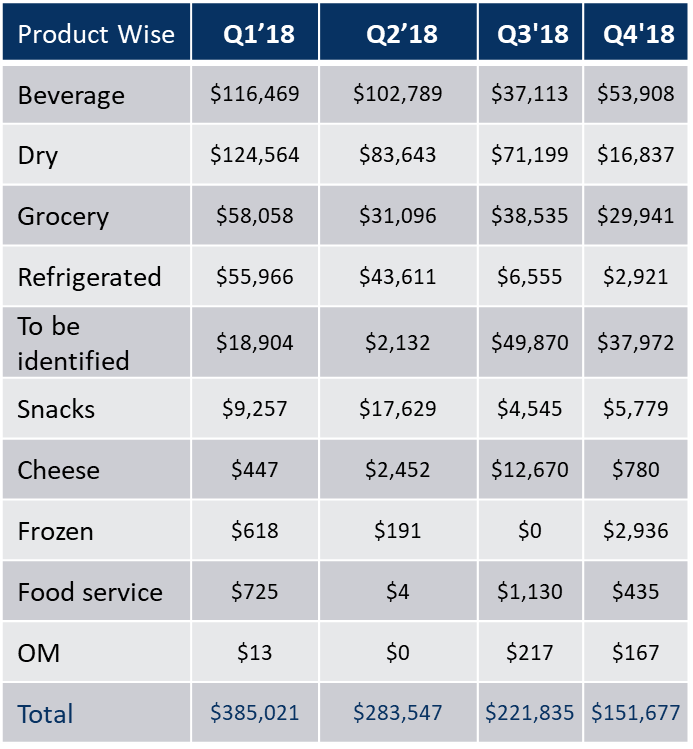 Product Wise Q1’18 Q2’18 Q3'18 Q4'18
Beverage $116,469 $102,789 $37,113 $53,908
Dry $124,564 $83,643 $71,199 $16,837
Grocery $58,058 $31,096 $38,535 $29,941
Refrigerated $55,966 $43,611 $6,555 $2,921
To be
identified $18,904 $2,132 $49,870 $37,972
Snacks $9,257 $17,629 $4,545 $5,779
Cheese $447 $2,452 $12,670 $780
Frozen $618 $191 $0 $2,936
Food service $725 $4 $1,130 $435
OM $13 $0 $217 $167
Total $385,021 $283,547 $221,835 $151,677